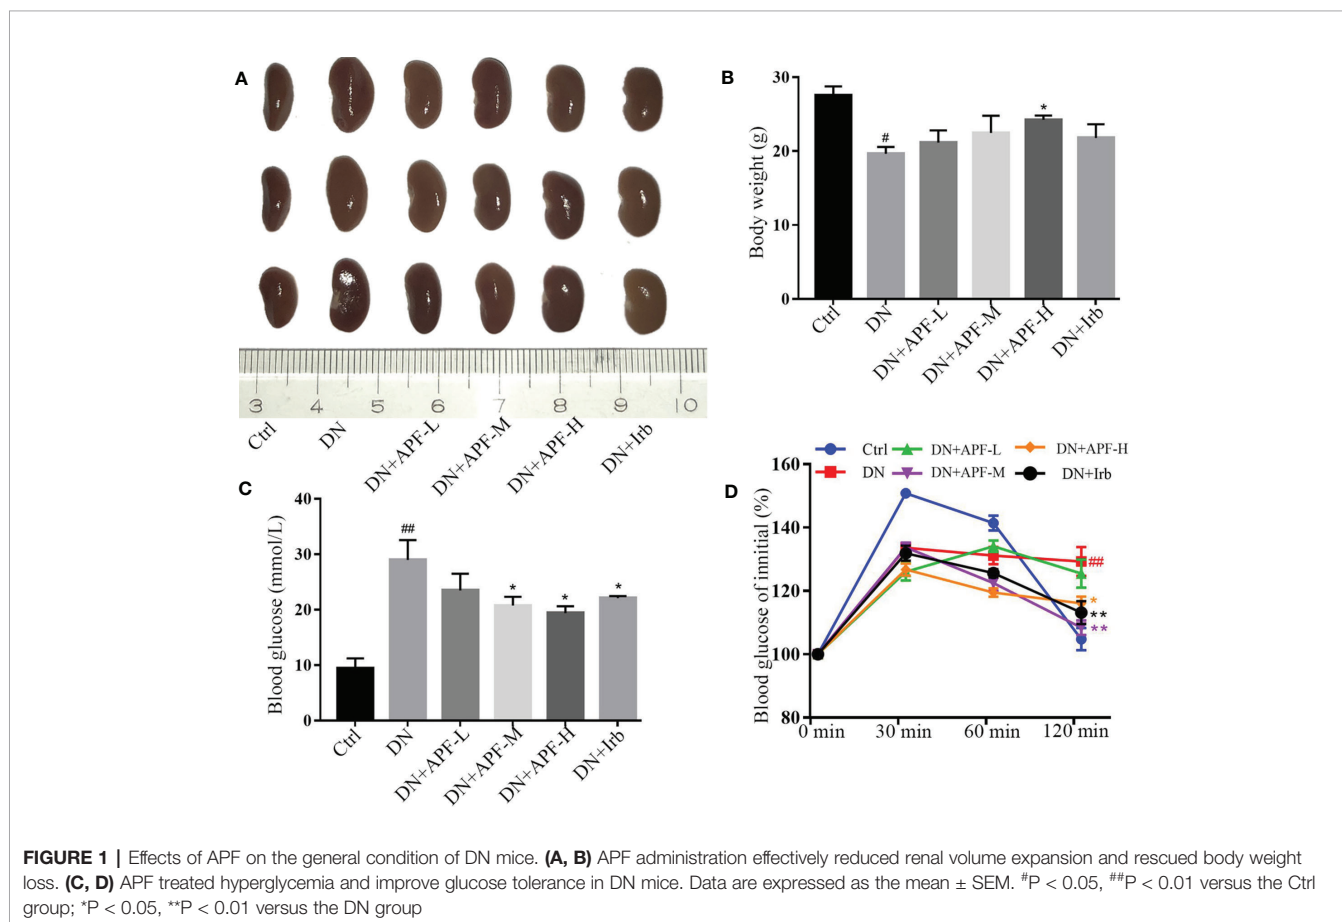 A
3 4 5 6 7 8 9 10
Ctrl DN DN+APF-L DN+APF-M DN+APF-H DN+Irb
B
Body weight (g)
30
20
10
0
#
*
Ctrl DN DN+APF-L DN+APF-M DN+APF-H DN+Irb
C
Blood glucose (mmol/L)
40
30
20
10
0
##
* * *
Ctrl DN DN+APF-L DN+APF-M DN+APF-H DN+Irb
D
Ctrl DN+APF-L DN+APF-H
DN DN+APF-M DN+Irb
Blood glucose of innitial (%)
160
140
120
100
80
##
*
**
**
0 min 30 min 60 min 120 min
FIGURE 1 | Effects of APF on the general condition of DN mice. (A, B) APF administration effectively reduced renal volume expansion and rescued body weight
loss. (C, D) APF treated hyperglycemia and improve glucose tolerance in DN mice. Data are expressed as the mean ± SEM. #P < 0.05, ##P < 0.01 versus the Ctrl
group; *P < 0.05, **P < 0.01 versus the DN group